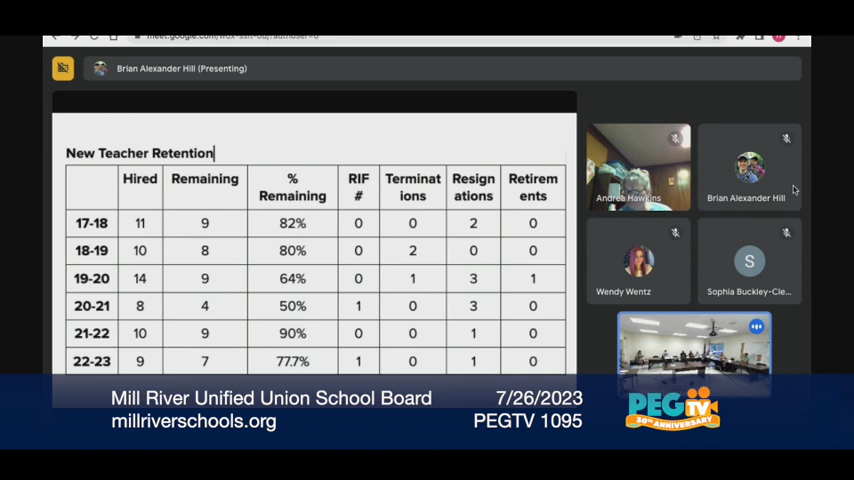 Brian Alexander Hill (Presenting)
New Teacher Retention
Hired Remaining % Remaining RIF # Terminat ions Resign ations Retirem ents
17-18 11 9 82% 0 0 2 0
18-19 10 8 80% 0 2 0 0
19-20 14 9 64% 0 1 3 1
20-21 8 4 50% 1 0 3 0
21-22 10 9 90% 0 0 1 0
22-23 9 7 77.7% 1 0 1 0
Andrea Hawkins
Brian Alexander Hill
Wendy Wentz
S
Sophia Buckley-Cle...
Mill River Unified Union School Board 7/26/2023
millriverschools.org PEGTV 1095
PEGTV
30TH ANNIVERSARY